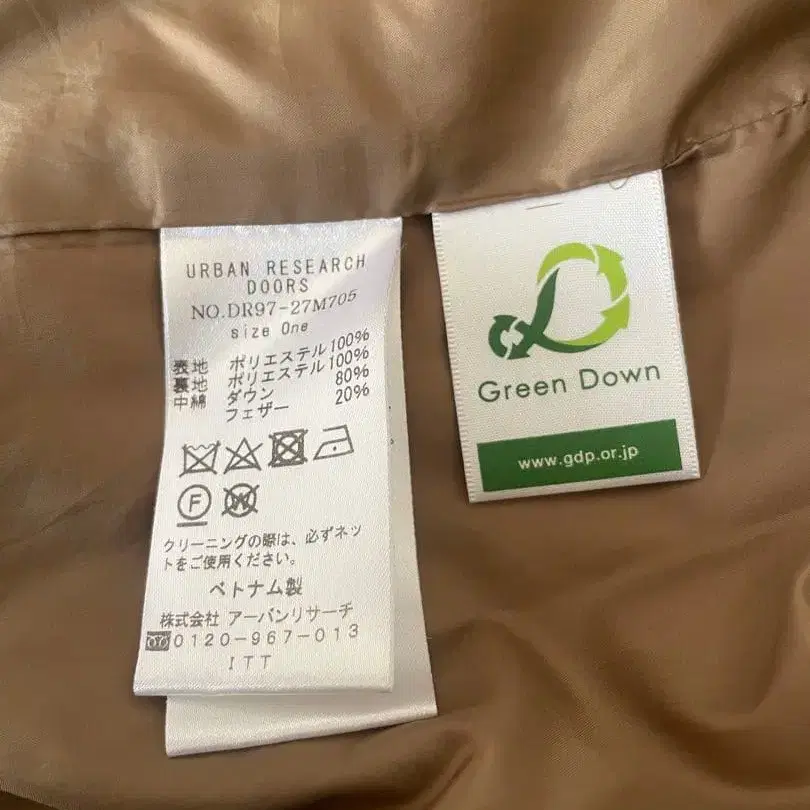 URBAN RESEARCH
DOORS
NO.DR97-27M705
size One
表地 ポリエステル100%
裏地 ポリエステル100%
中綿 ダウン 80%
フェザー 20%
F
W
クリーニングの際は、必ずネッ
トをご使用ください。
ベトナム製
株式会社 アーバンリサーチ
0120-967-013
ITT
Green Down
www.gdp.or.jp